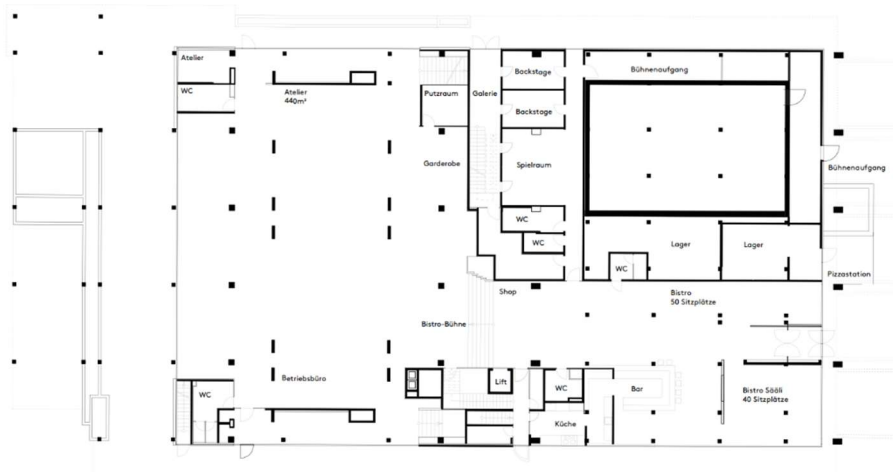 Atelier
WC
Atelier
440m²
Putzraum
Galerie
Backstage
Backstage
Bühnenaufgang
Garderobe
Spielraum
Bühnenaufgang
WC
WC
Lager
Lager
WC
Pizzastation
Shop
Bistro
50 Sitzplätze
Bistro-Bühne
Betriebsbüro
WC
Lift
WC
Bar
Bistro Sääli
40 Sitzplätze
Küche